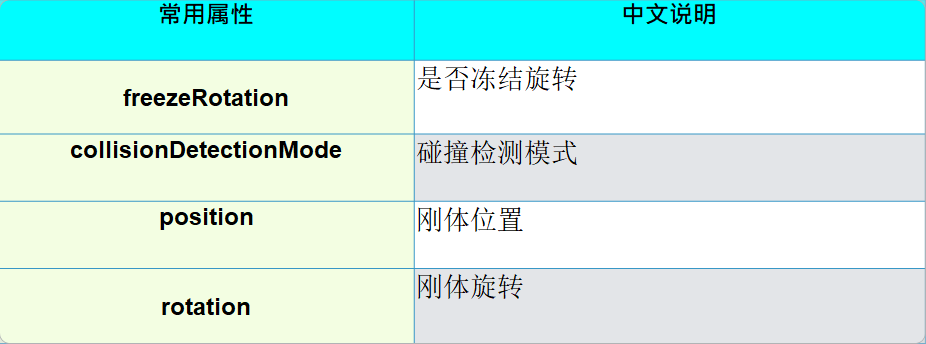 常用属性 中文说明
freezeRotation 是否冻结旋转
collisionDetectionMode 碰撞检测模式
position 刚体位置
rotation 刚体旋转